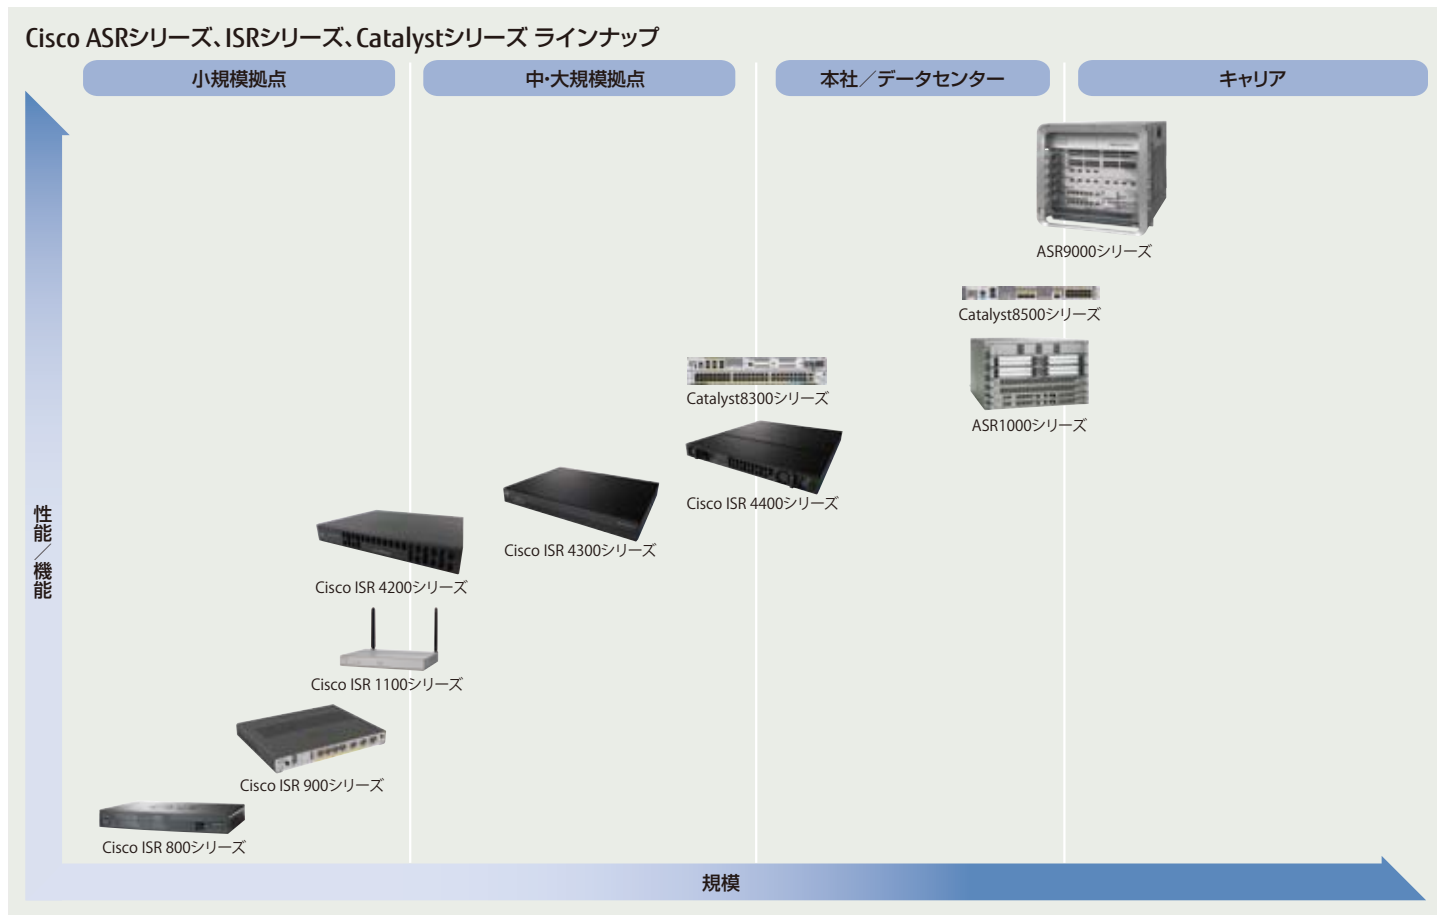 Cisco ASRシリーズ、ISRシリーズ、Catalystシリーズ ラインナップ
小規模拠点
中・大規模拠点
本社／データセンター
キャリア
ASR9000シリーズ
Catalyst8500シリーズ
Catalyst8300シリーズ
ASR1000シリーズ
Cisco ISR 4400シリーズ
Cisco ISR 4300シリーズ
Cisco ISR 4200シリーズ
Cisco ISR 1100シリーズ
Cisco ISR 900シリーズ
Cisco ISR 800シリーズ
性能／機能
規模